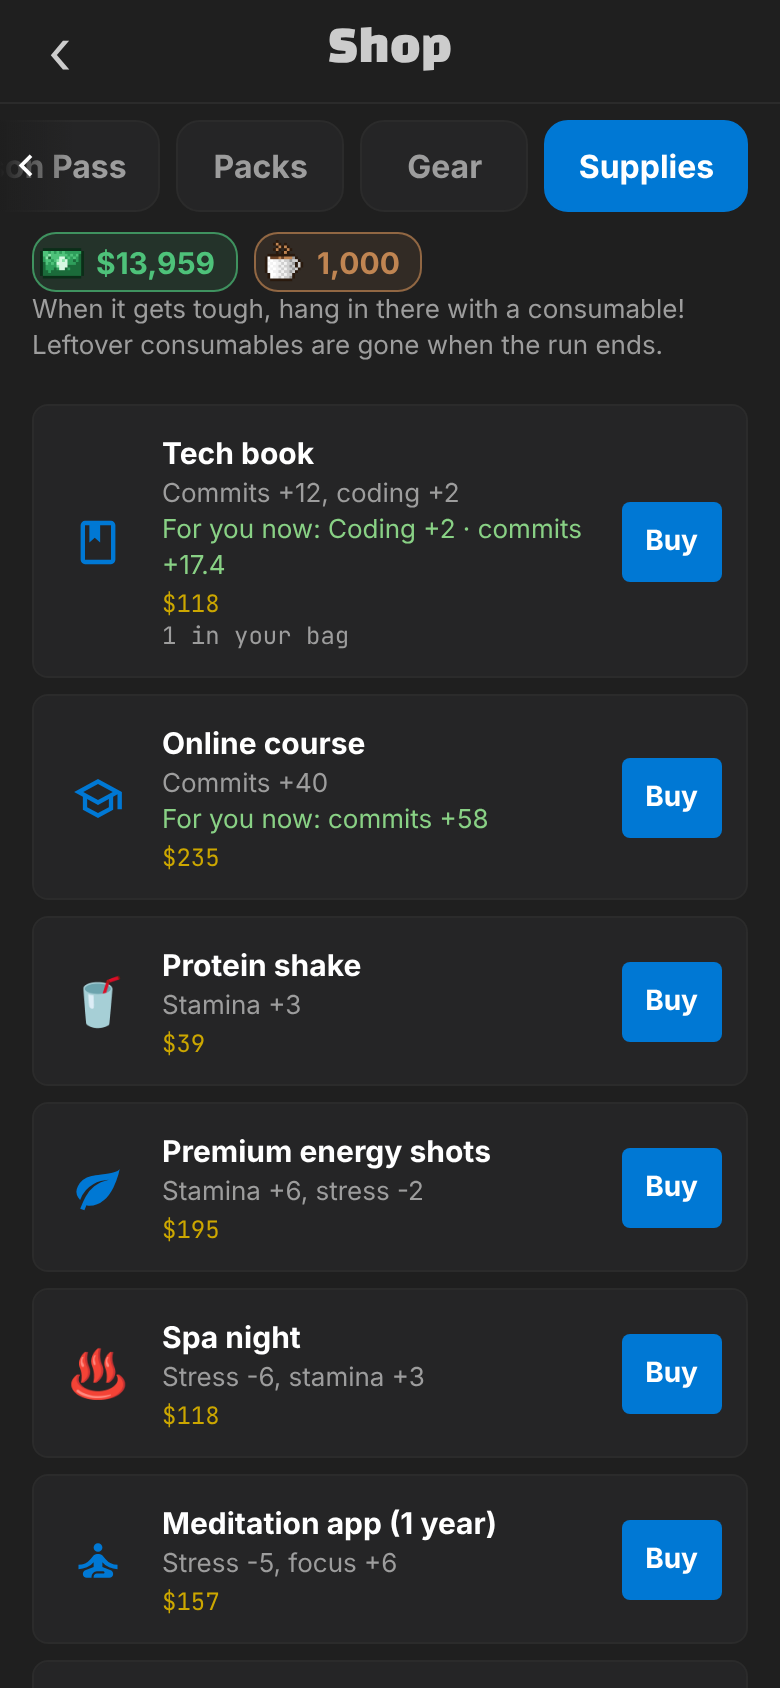 Shop
on Pass
Packs
Gear
Supplies
$13,959
1,000
When it gets tough, hang in there with a consumable!
Leftover consumables are gone when the run ends.
Tech book
Commits +12, coding +2
For you now: Coding +2 · commits
+17.4
$118
1 in your bag
Buy
Online course
Commits +40
For you now: commits +58
$235
Buy
Protein shake
Stamina +3
$39
Buy
Premium energy shots
Stamina +6, stress -2
$195
Buy
Spa night
Stress -6, stamina +3
$118
Buy
Meditation app (1 year)
Stress -5, focus +6
$157
Buy